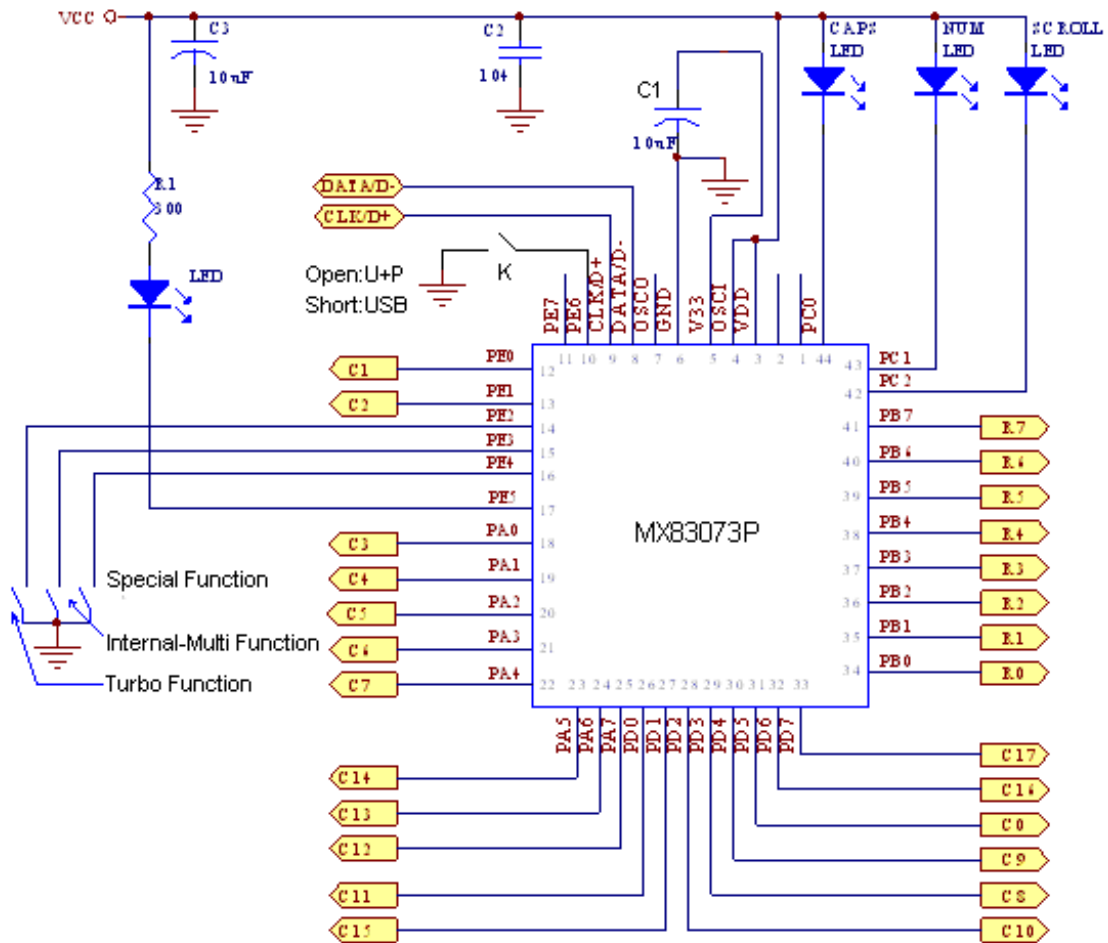 VCC
C3
10uF
C2
104
C1
10uF
CAPS
LED
NUM
LED
SCROLL
LED
R1
300
LED
DATA/D-
CLK/D+
K
Open:U+P
Short:USB
PE7
PE6
CLK/D+
DATA/D-
OSCO
GND
V33
OSCI
VDD
PC0
11
10
9
8
7
6
5
4
3
2
1
44
C1
PE0
12
C2
PE1
13
PE2
14
PE3
15
PE4
16
PE5
17
C3
PA0
18
C4
PA1
19
C5
PA2
20
C6
PA3
21
C7
PA4
22
MX83073P
43
PC1
42
PC2
41
PB7
R7
40
PB6
R6
39
PB5
R5
38
PB4
R4
37
PB3
R3
36
PB2
R2
35
PB1
R1
34
PB0
R0
Special Function
Internal-Multi Function
Turbo Function
23
24
25
26
27
28
29
30
31
32
33
PA5
PA6
PA7
PD0
PD1
PD2
PD3
PD4
PD5
PD6
PD7
C14
C13
C12
C11
C15
C17
C16
C0
C9
C8
C10